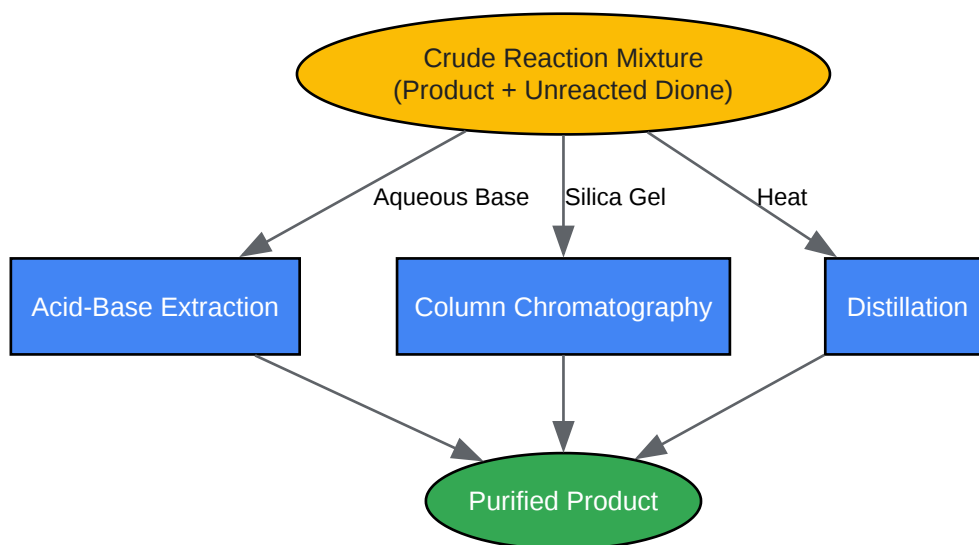 Crude Reaction Mixture
(Product + Unreacted Dione)
Aqueous Base
Silica Gel
Heat
Acid-Base Extraction
Column Chromatography
Distillation
Purified Product